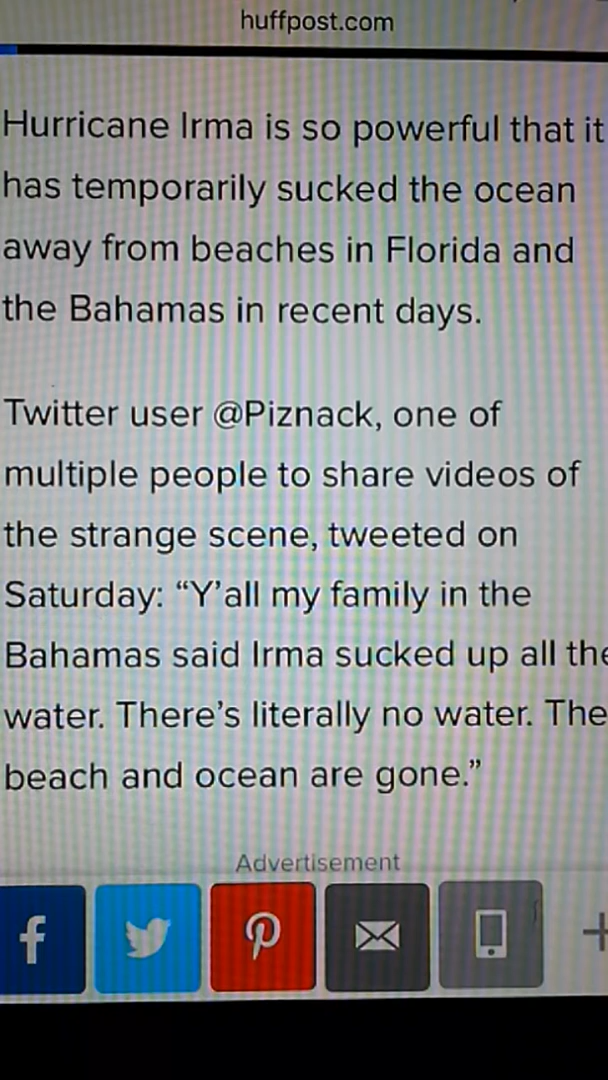 huffpost.com
Hurricane Irma is so powerful that it
has temporarily sucked the ocean
away from beaches in Florida and
the Bahamas in recent days.
Twitter user @Piznack, one of
multiple people to share videos of
the strange scene, tweeted on
Saturday: “Y’all my family in the
Bahamas said Irma sucked up all the
water. There’s literally no water. The
beach and ocean are gone.”
Advertisement